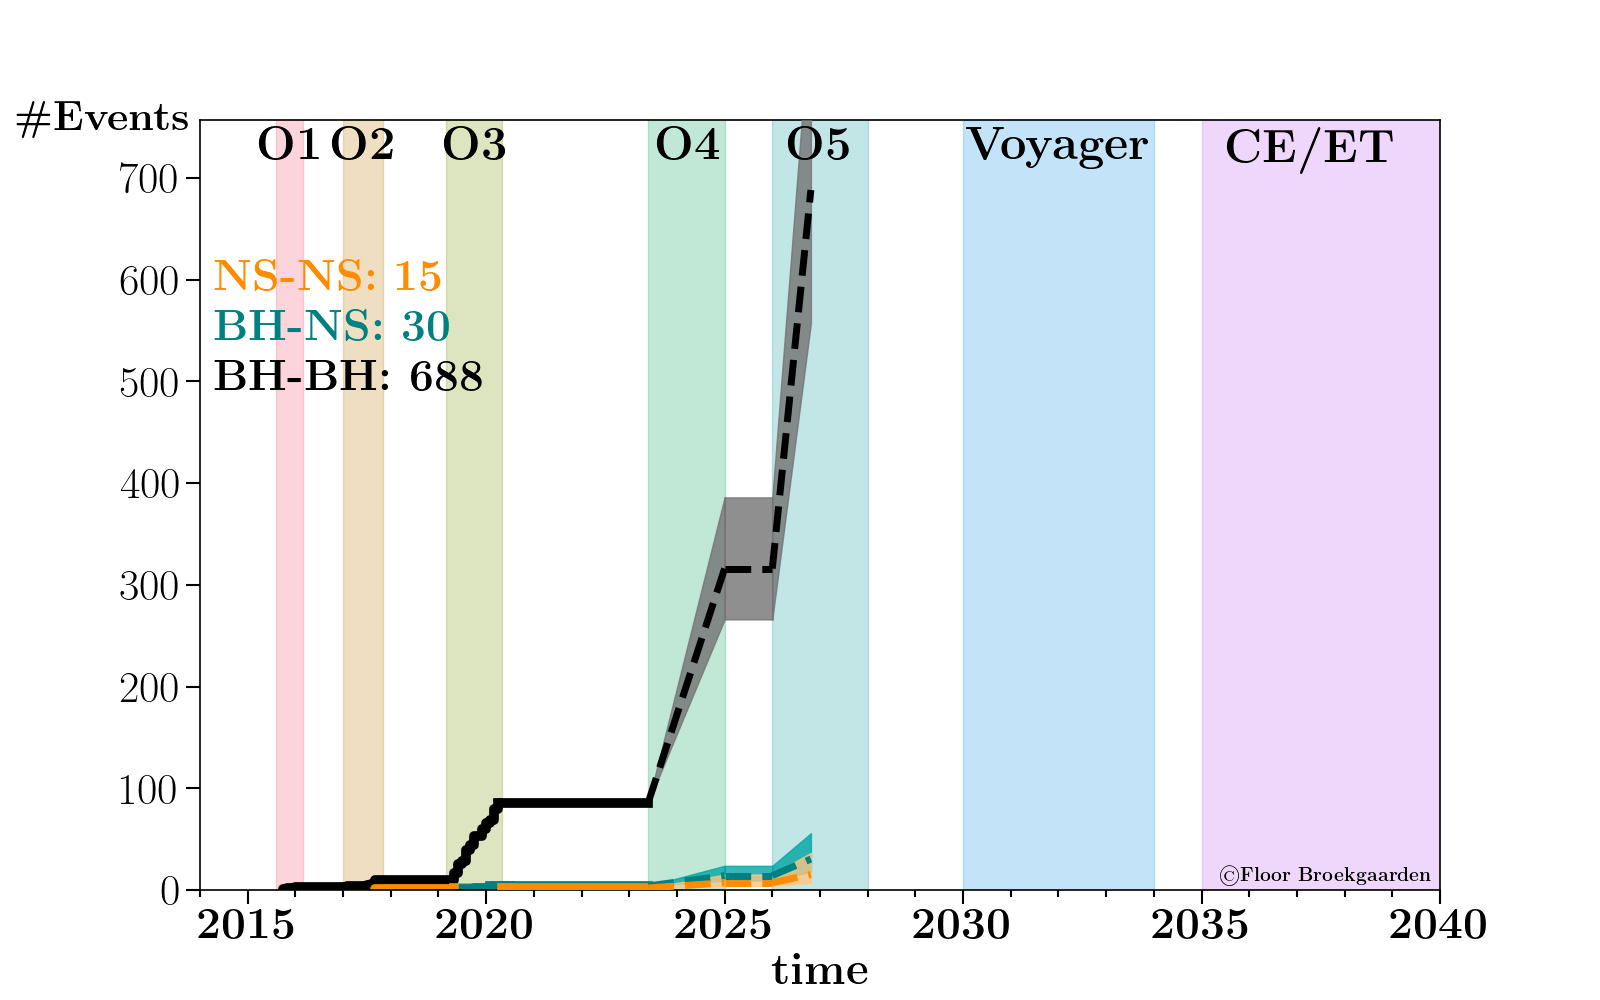 #Events
O1 O2 O3 O4 O5 Voyager CE/ET
700
600
NS-NS: 15
BH-NS: 30
BH-BH: 688
500
400
300
200
100
0
©Floor Broekgaarden
2015 2020 2025 2030 2035 2040
time